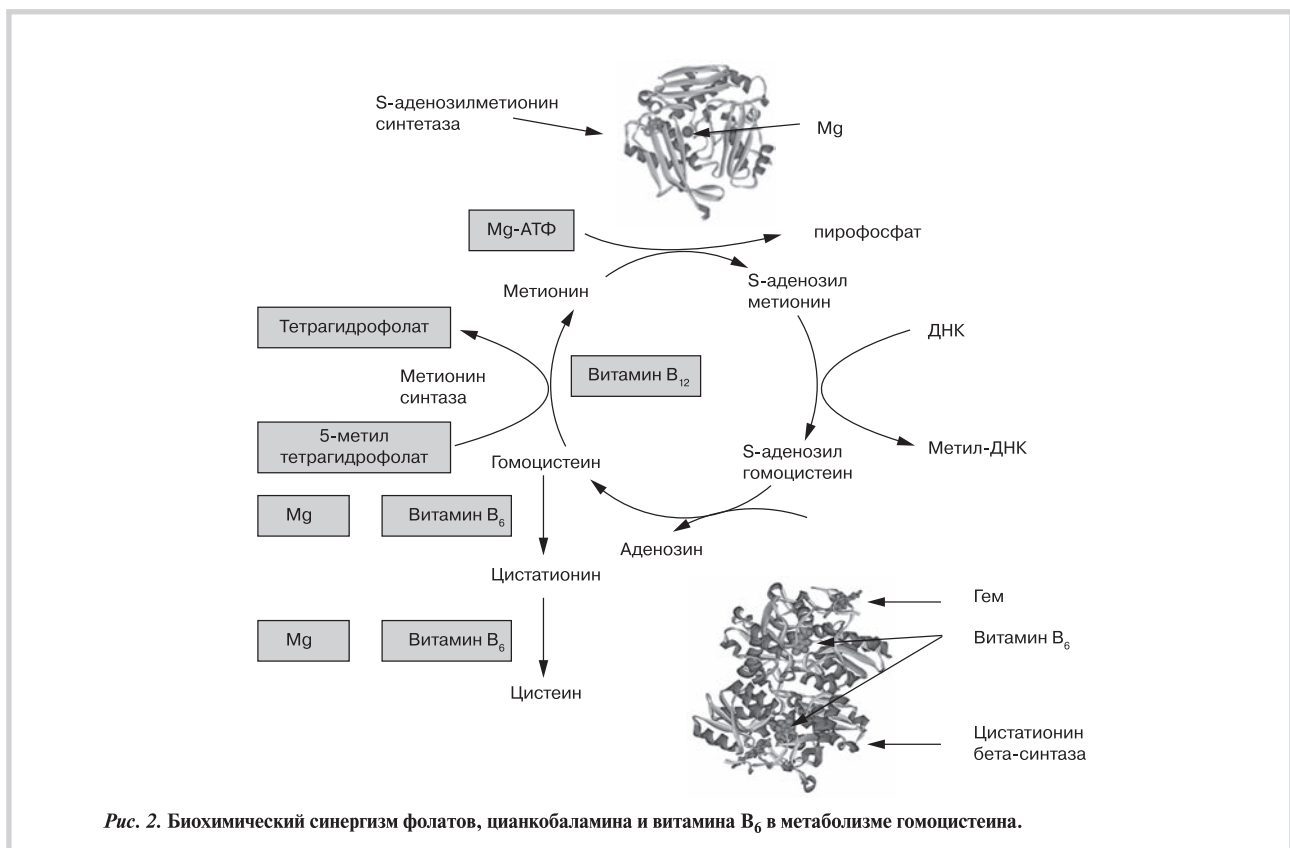 S-аденозилметионин
синтетаза
Mg
Mg-АТФ
пирофосфат
Метионин
S-аденозил
метионин
Тетрагидрофолат
ДНК
Метионин
синтаза
Витамин B₁₂
5-метил
тетрагидрофолат
Гомоцистеин
S-аденозил
гомоцистеин
Метил-ДНК
Mg
Витамин B₆
Аденозин
Цистатионин
Гем
Mg
Витамин B₆
Витамин B₆
Цистеин
Цистатионин
бета-синтаза
Рис. 2. Биохимический синергизм фолатов, цианкобаламина и витамина B₆ в метаболизме гомоцистеина.